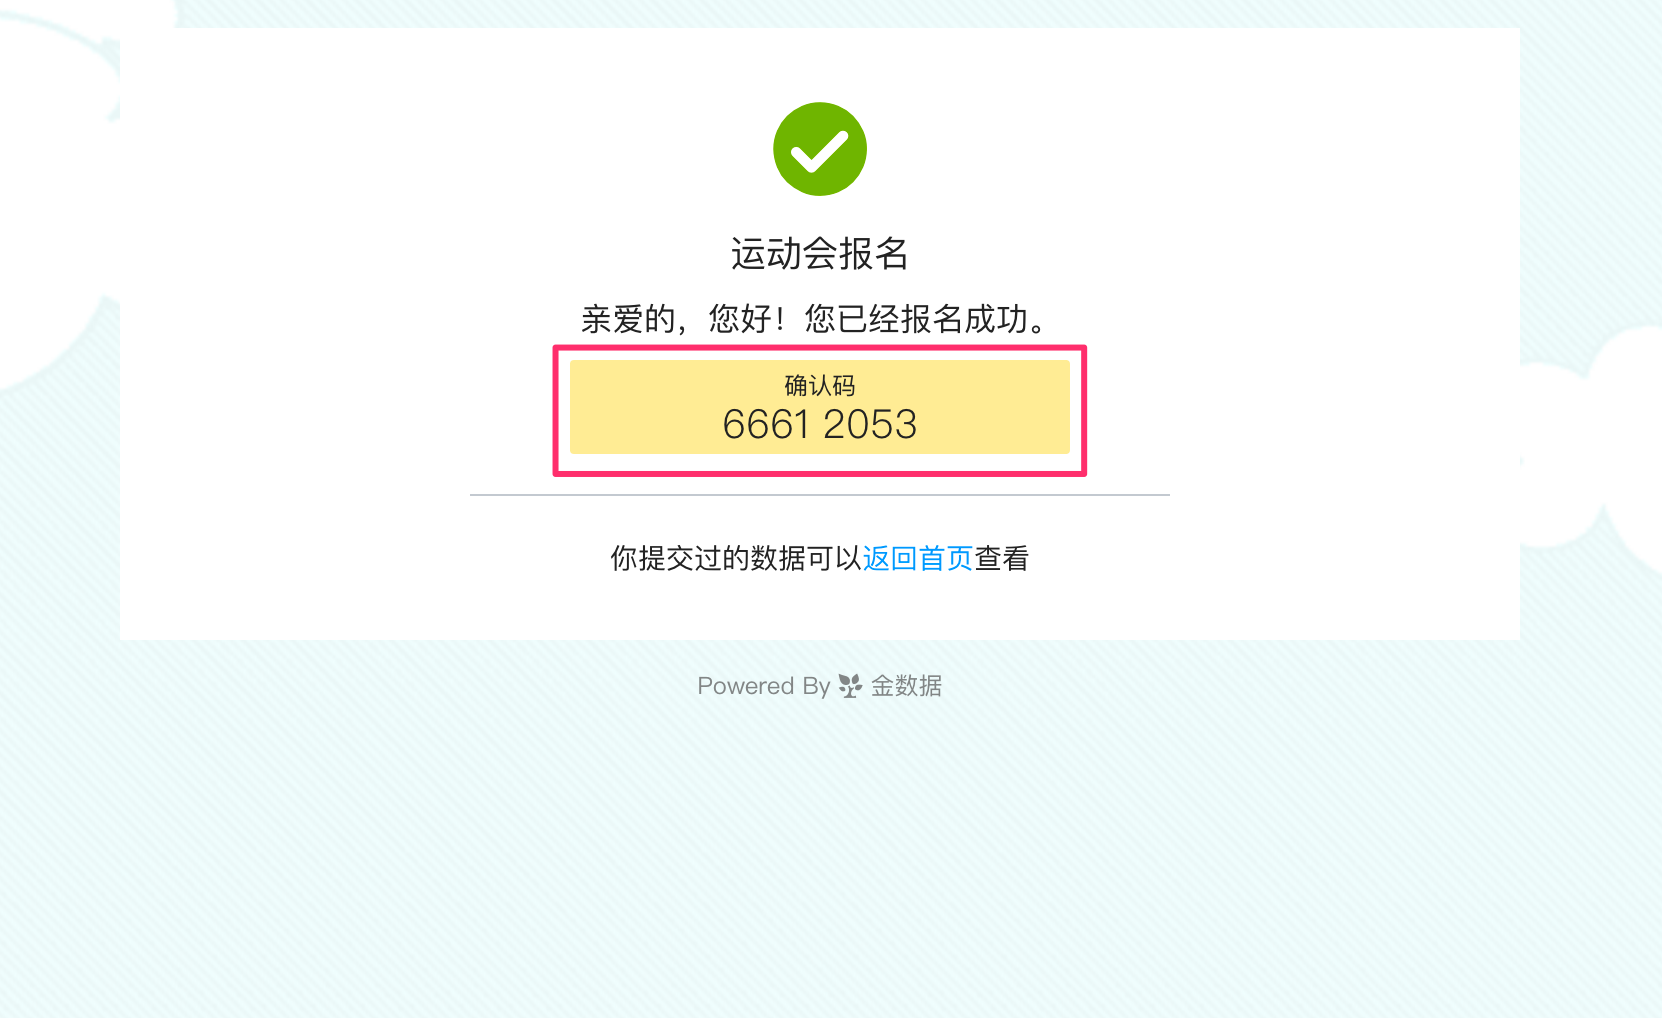 运动会报名
亲爱的，您好！您已经报名成功。
确认码
6661 2053
你提交过的数据可以返回首页查看
Powered By 金数据